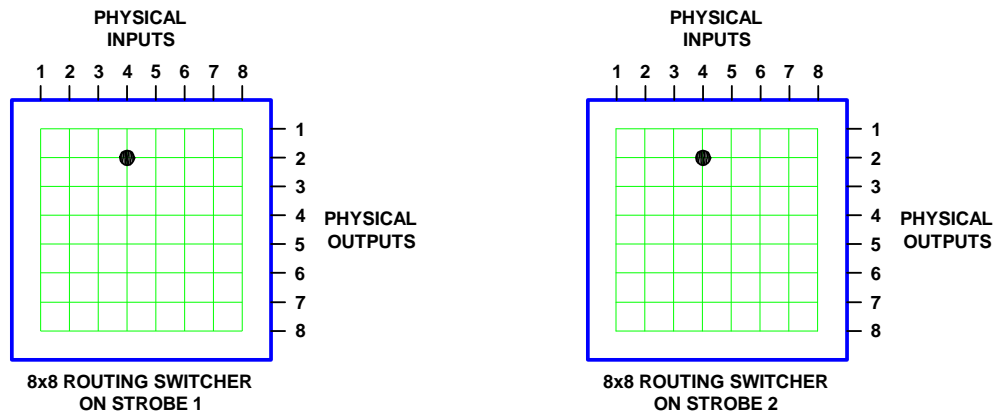 PHYSICAL
INPUTS
1 2 3 4 5 6 7 8
1
2
3
4
5
6
7
8
PHYSICAL
OUTPUTS
8x8 ROUTING SWITCHER
ON STROBE 1
PHYSICAL
INPUTS
1 2 3 4 5 6 7 8
1
2
3
4
5
6
7
8
PHYSICAL
OUTPUTS
8x8 ROUTING SWITCHER
ON STROBE 2